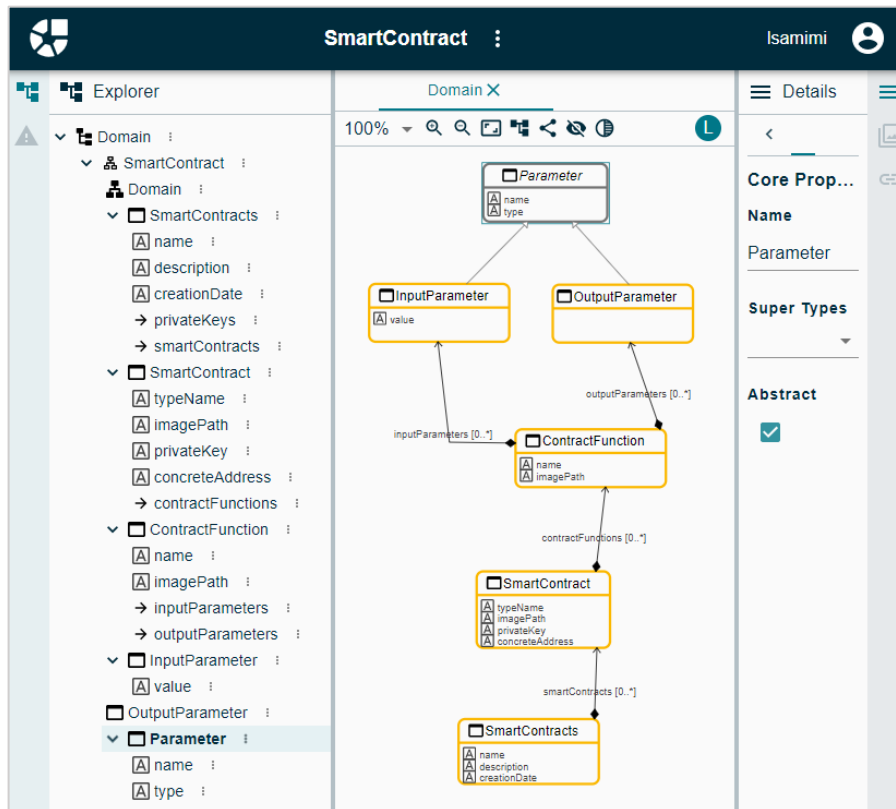 SmartContract
lsamimi
Explorer
Domain
SmartContract
Domain
SmartContracts
A name
A description
A creationDate
privateKeys
smartContracts
SmartContract
A typeName
A imagePath
A privateKey
A concreteAddress
contractFunctions
ContractFunction
A name
A imagePath
inputParameters
outputParameters
InputParameter
A value
OutputParameter
Parameter
A name
A type
Domain
100%
L
Parameter
A name
A type
InputParameter
A value
OutputParameter
outputParameters [0..*]
inputParameters [0..*]
ContractFunction
A name
A imagePath
contractFunctions [0..*]
SmartContract
A typeName
A imagePath
A privateKey
A concreteAddress
smartContracts [0..*]
SmartContracts
A name
A description
A creationDate
Details
Core Prop...
Name
Parameter
Super Types
Abstract